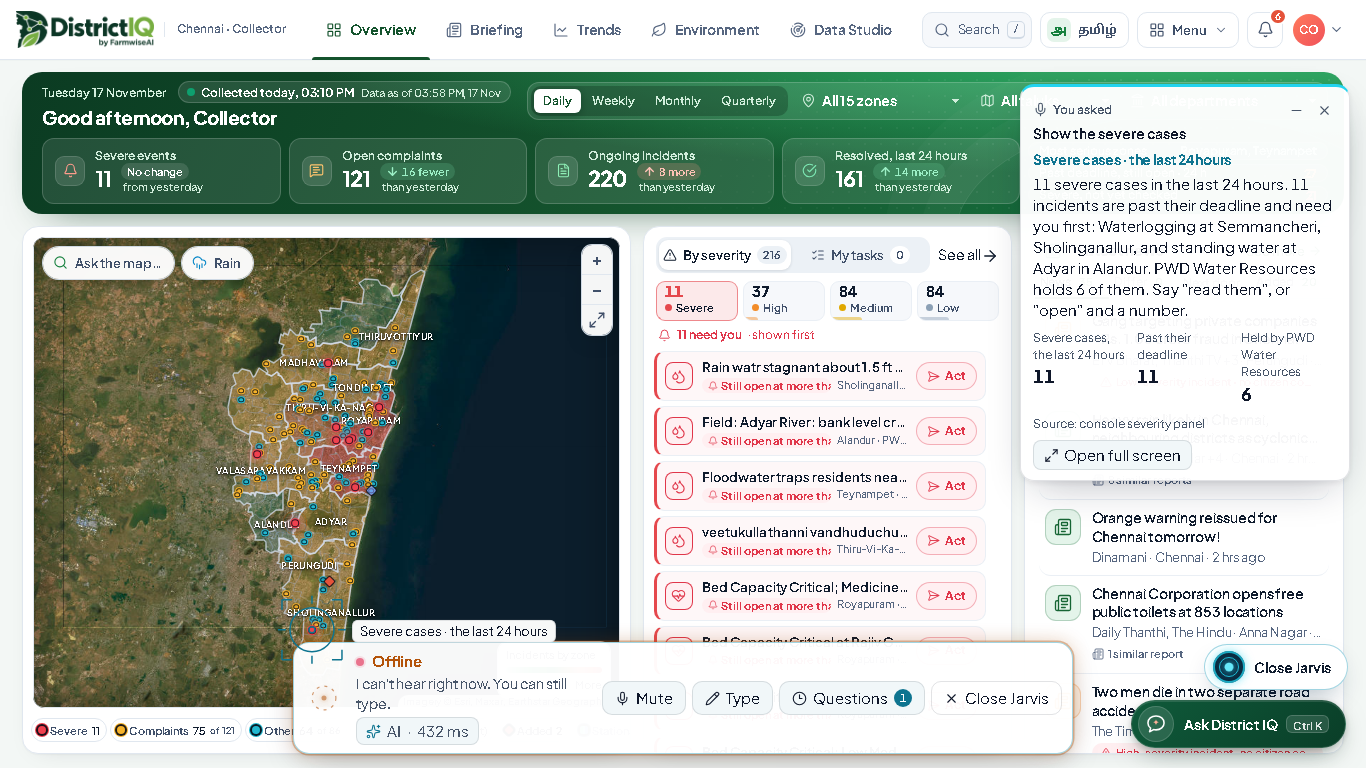 DistrictIQ
by FarmwiseAI
Chennai · Collector
Overview
Briefing
Trends
Environment
Data Studio
Search /
அ தமிழ்
Menu
6
CO
Tuesday 17 November
Collected today, 03:10 PM Data as of 03:58 PM, 17 Nov
Good afternoon, Collector
Daily Weekly Monthly Quarterly
All 15 zones
Severe events
11 No change
from yesterday
Open complaints
121 ↓ 16 fewer
than yesterday
Ongoing incidents
220 ↑ 8 more
than yesterday
Resolved, last 24 hours
161 ↑ 14 more
than yesterday
You asked
Show the severe cases
Severe cases · the last 24 hours
11 severe cases in the last 24 hours. 11
incidents are past their deadline and need
you first: Waterlogging at Semmancheri,
Sholinganallur, and standing water at
Adyar in Alandur. PWD Water Resources
holds 6 of them. Say "read them", or
"open" and a number.
Severe cases,
the last 24 hours
11
Past their
deadline
11
Held by PWD
Water
Resources
6
Source: console severity panel
Open full screen
Ask the map...
Rain
+
−
THIRUVOTTIYUR
TEYNAMPET
ADYAR
PERUNGUDI
SHOLINGANALLUR
Severe cases · the last 24 hours
Severe 11
Complaints 75 of 121
By severity 216
My tasks 0
See all →
11
Severe
37
High
84
Medium
84
Low
11 need you · shown first
Rain watr stagnant about 1.5 ft ...
Still open at more tha Sholinganall...
Act
Field: Adyar River: bank level cr...
Still open at more tha Alandur · PW...
Act
Floodwater traps residents nea...
Still open at more tha Teynampet · ...
Act
veetukulla thanni vandhuduchu...
Still open at more tha Thiru-Vi-Ka-...
Act
Bed Capacity Critical; Medicine...
Still open at more tha Royapuram · ...
Act
Orange warning reissued for
Chennai tomorrow!
Dinamani · Chennai · 2 hrs ago
Chennai Corporation opens free
public toilets at 853 locations
Daily Thanthi, The Hindu · Anna Nagar · ...
1 similar report
Two men die in two separate road
Offline
I can't hear right now. You can still
type.
AI · 432 ms
Mute
Type
Questions 1
Close Jarvis
Close Jarvis
Ask District IQ Ctrl K